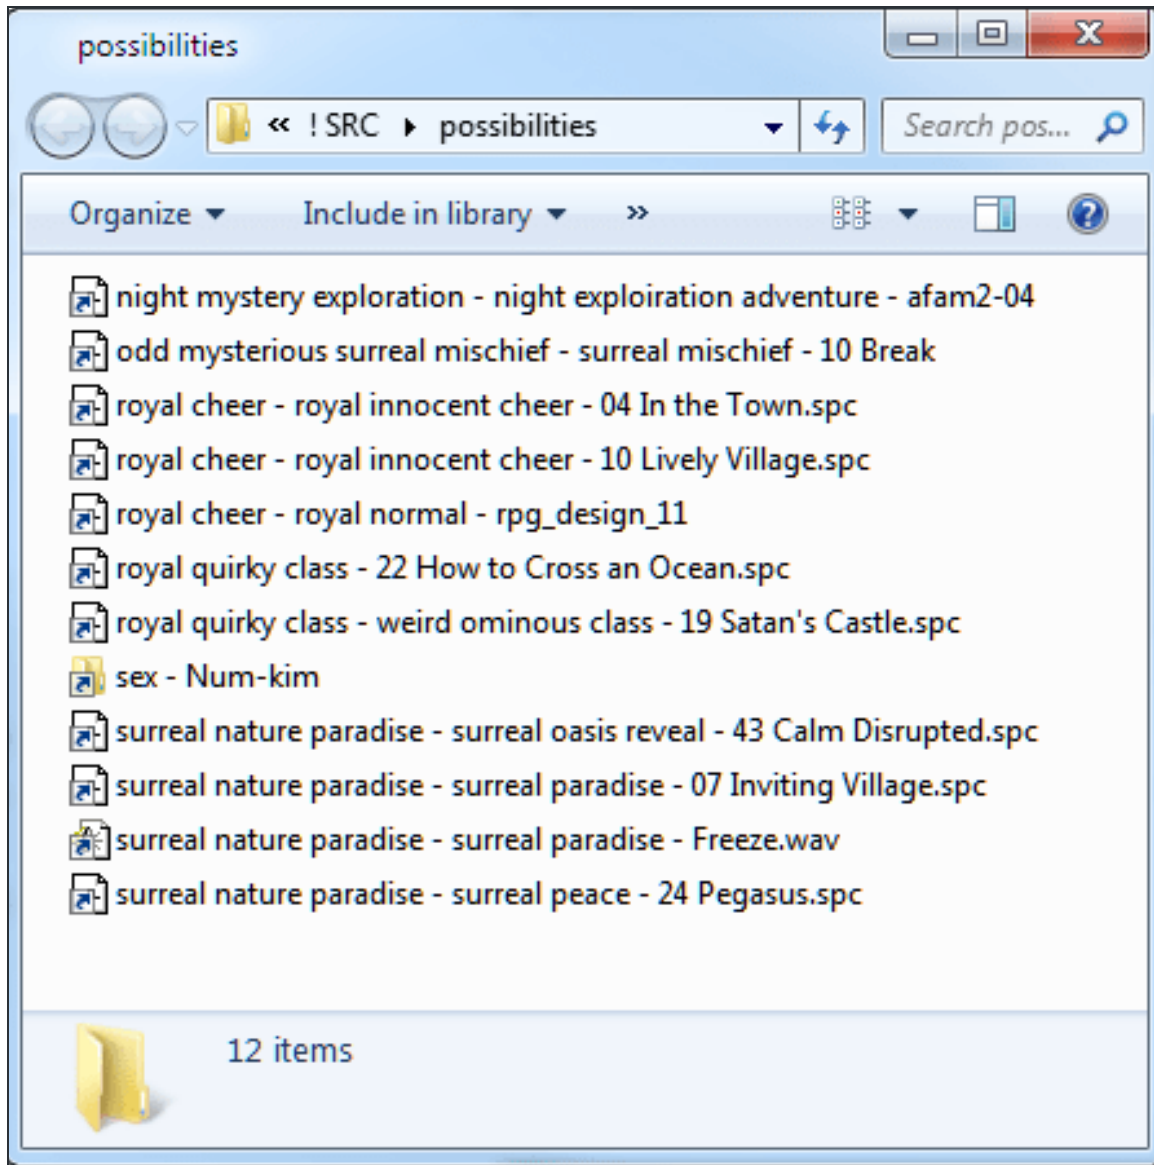 possibilities
« ! SRC ▸ possibilities Search pos...
Organize Include in library »
night mystery exploration - night exploiration adventure - afam2-04
odd mysterious surreal mischief - surreal mischief - 10 Break
royal cheer - royal innocent cheer - 04 In the Town.spc
royal cheer - royal innocent cheer - 10 Lively Village.spc
royal cheer - royal normal - rpg_design_11
royal quirky class - 22 How to Cross an Ocean.spc
royal quirky class - weird ominous class - 19 Satan's Castle.spc
sex - Num-kim
surreal nature paradise - surreal oasis reveal - 43 Calm Disrupted.spc
surreal nature paradise - surreal paradise - 07 Inviting Village.spc
surreal nature paradise - surreal paradise - Freeze.wav
surreal nature paradise - surreal peace - 24 Pegasus.spc
12 items